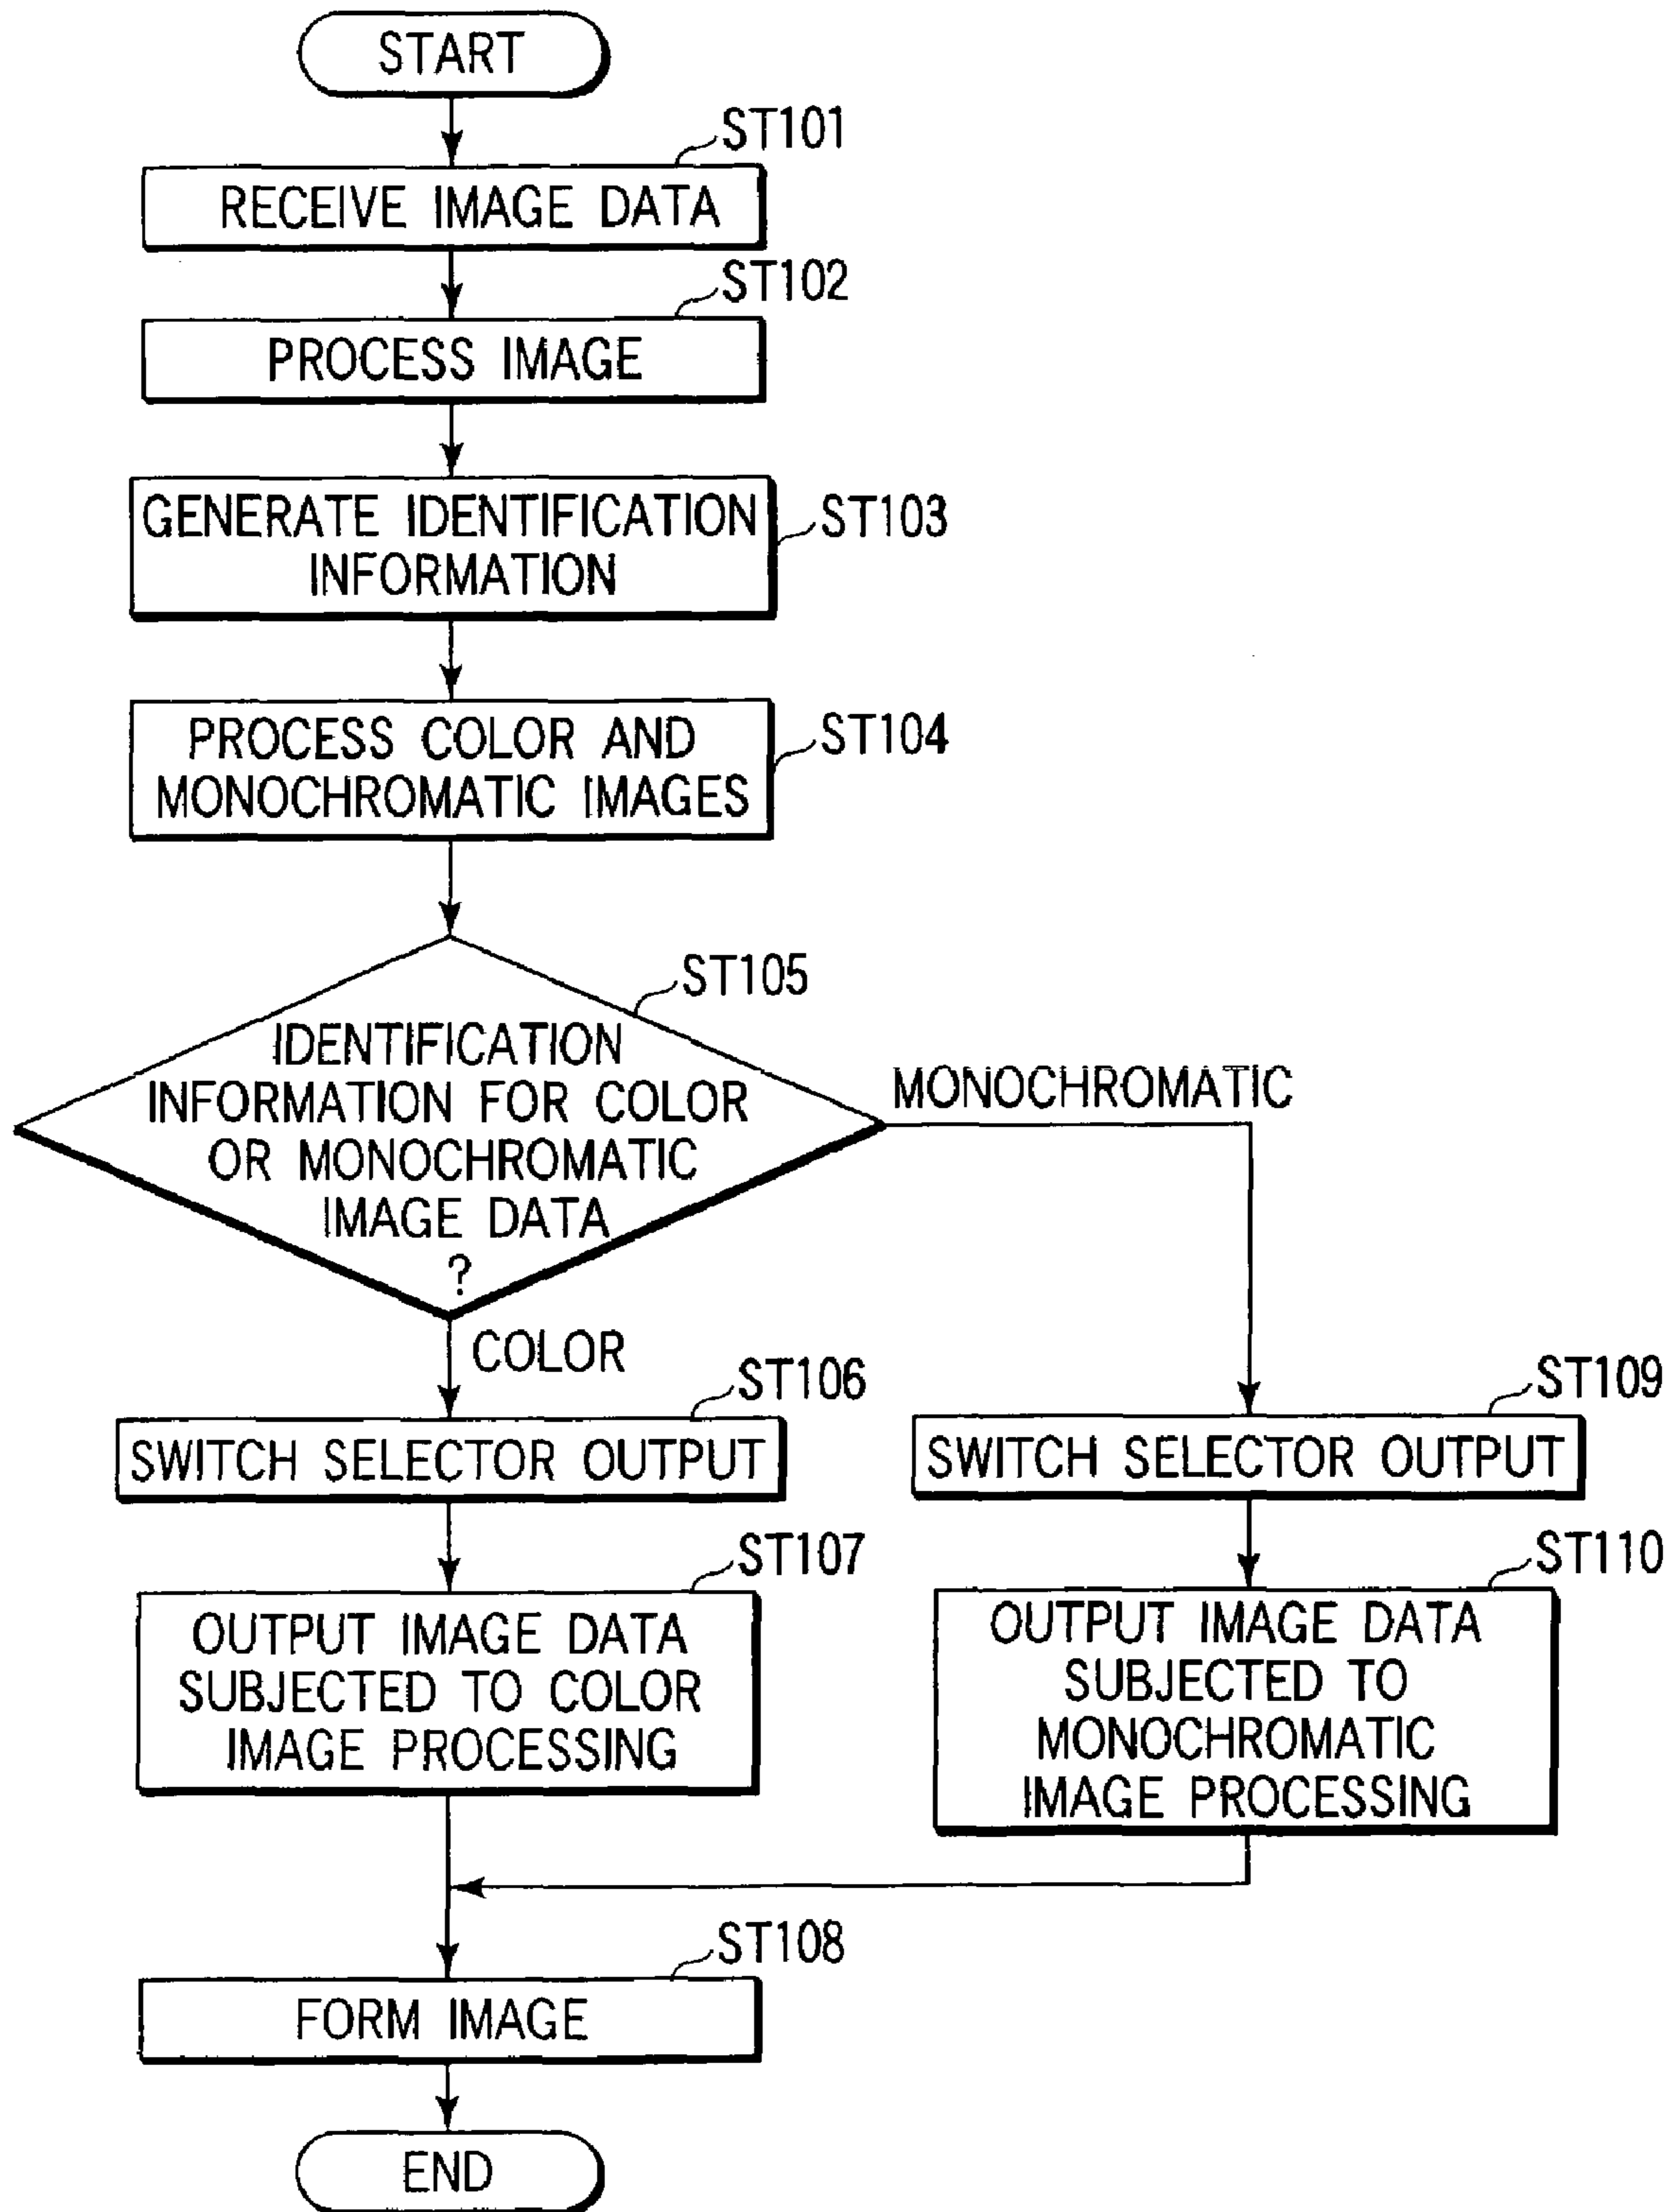 START
ST101
RECEIVE IMAGE DATA
ST102
PROCESS IMAGE
ST103
GENERATE IDENTIFICATION
INFORMATION
ST104
PROCESS COLOR AND
MONOCHROMATIC IMAGES
ST105
IDENTIFICATION
INFORMATION FOR COLOR
OR MONOCHROMATIC
IMAGE DATA
?
MONOCHROMATIC
COLOR
ST106
SWITCH SELECTOR OUTPUT
ST109
SWITCH SELECTOR OUTPUT
ST107
OUTPUT IMAGE DATA
SUBJECTED TO COLOR
IMAGE PROCESSING
ST110
OUTPUT IMAGE DATA
SUBJECTED TO
MONOCHROMATIC
IMAGE PROCESSING
ST108
FORM IMAGE
END